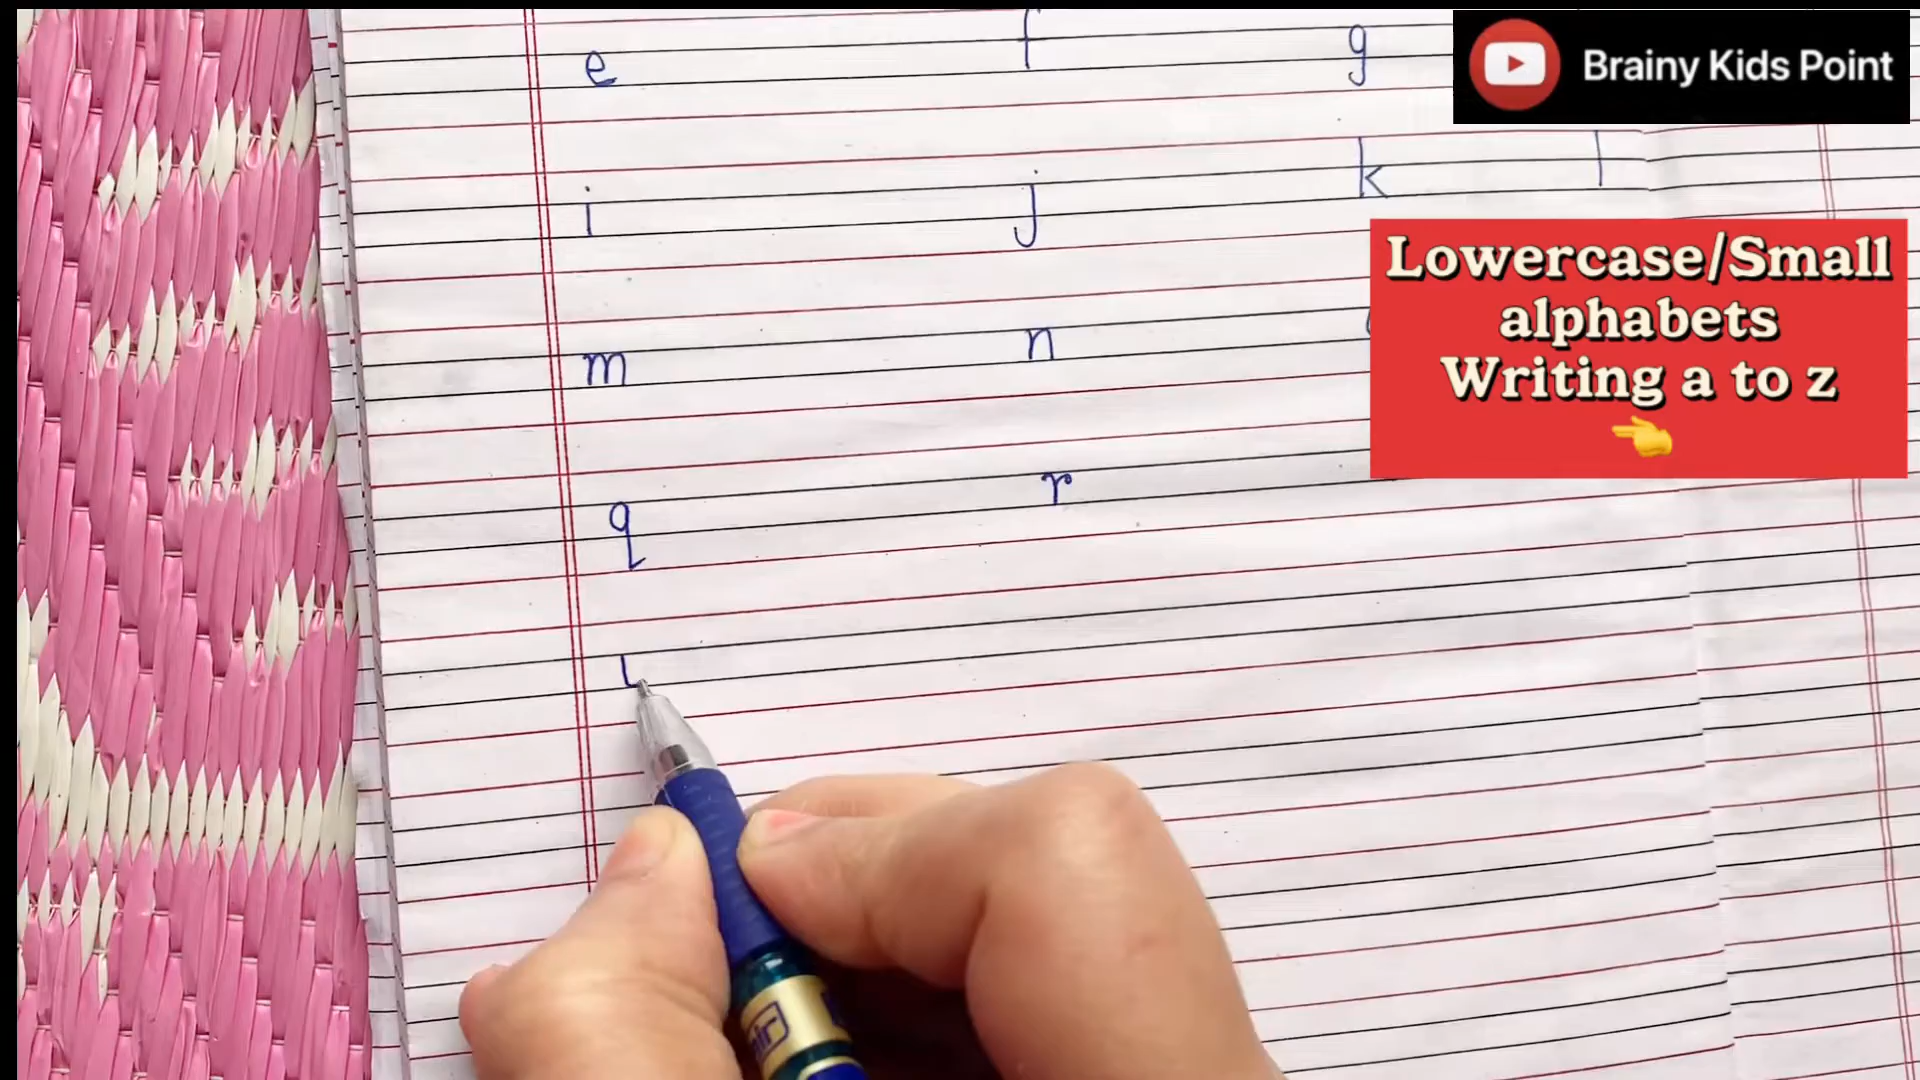 Brainy Kids Point
e f g
i j k l
Lowercase/Small
alphabets
Writing a to z
m n
q r